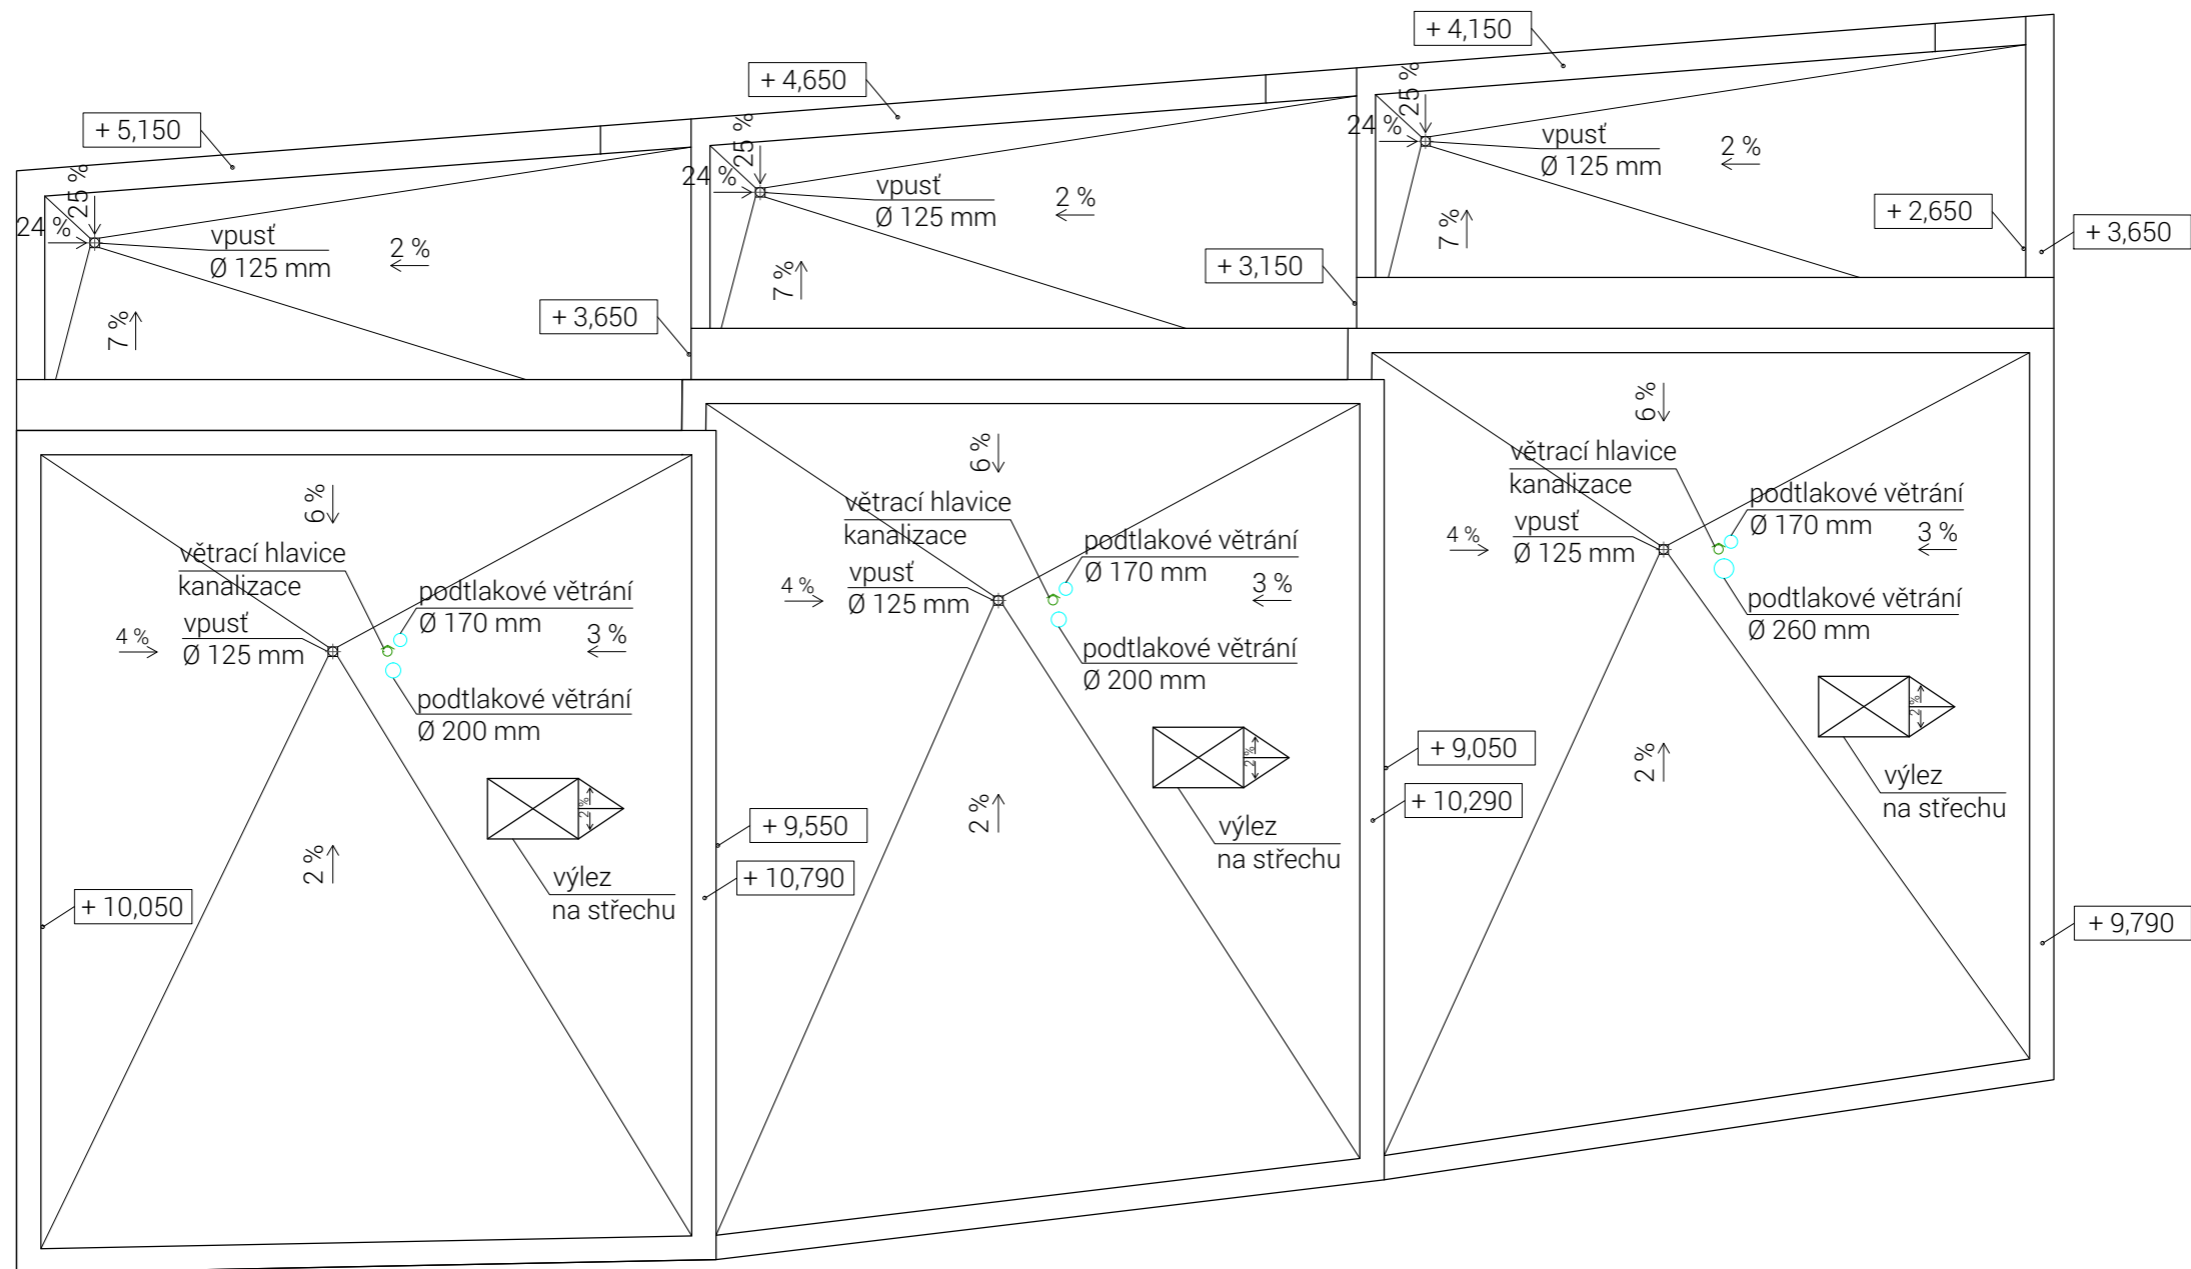 + 4,150
+ 4,650
+ 5,150
25 %
24 %
vpusť
Ø 125 mm
2 %
7 %
+ 3,650
25 %
24 %
vpusť
Ø 125 mm
2 %
7 %
+ 3,150
25 %
24 %
vpusť
Ø 125 mm
2 %
7 %
+ 2,650
+ 3,650
6 %
větrací hlavice
kanalizace
4 %
vpusť
Ø 125 mm
podtlakové větrání
Ø 170 mm
3 %
podtlakové větrání
Ø 200 mm
2 %
výlez
na střechu
2 %
+ 10,050
+ 9,550
+ 10,790
6 %
větrací hlavice
kanalizace
4 %
vpusť
Ø 125 mm
podtlakové větrání
Ø 170 mm
3 %
podtlakové větrání
Ø 200 mm
2 %
výlez
na střechu
2 %
+ 9,050
+ 10,290
6 %
větrací hlavice
kanalizace
4 %
vpusť
Ø 125 mm
podtlakové větrání
Ø 170 mm
3 %
podtlakové větrání
Ø 260 mm
2 %
výlez
na střechu
2 %
+ 9,790